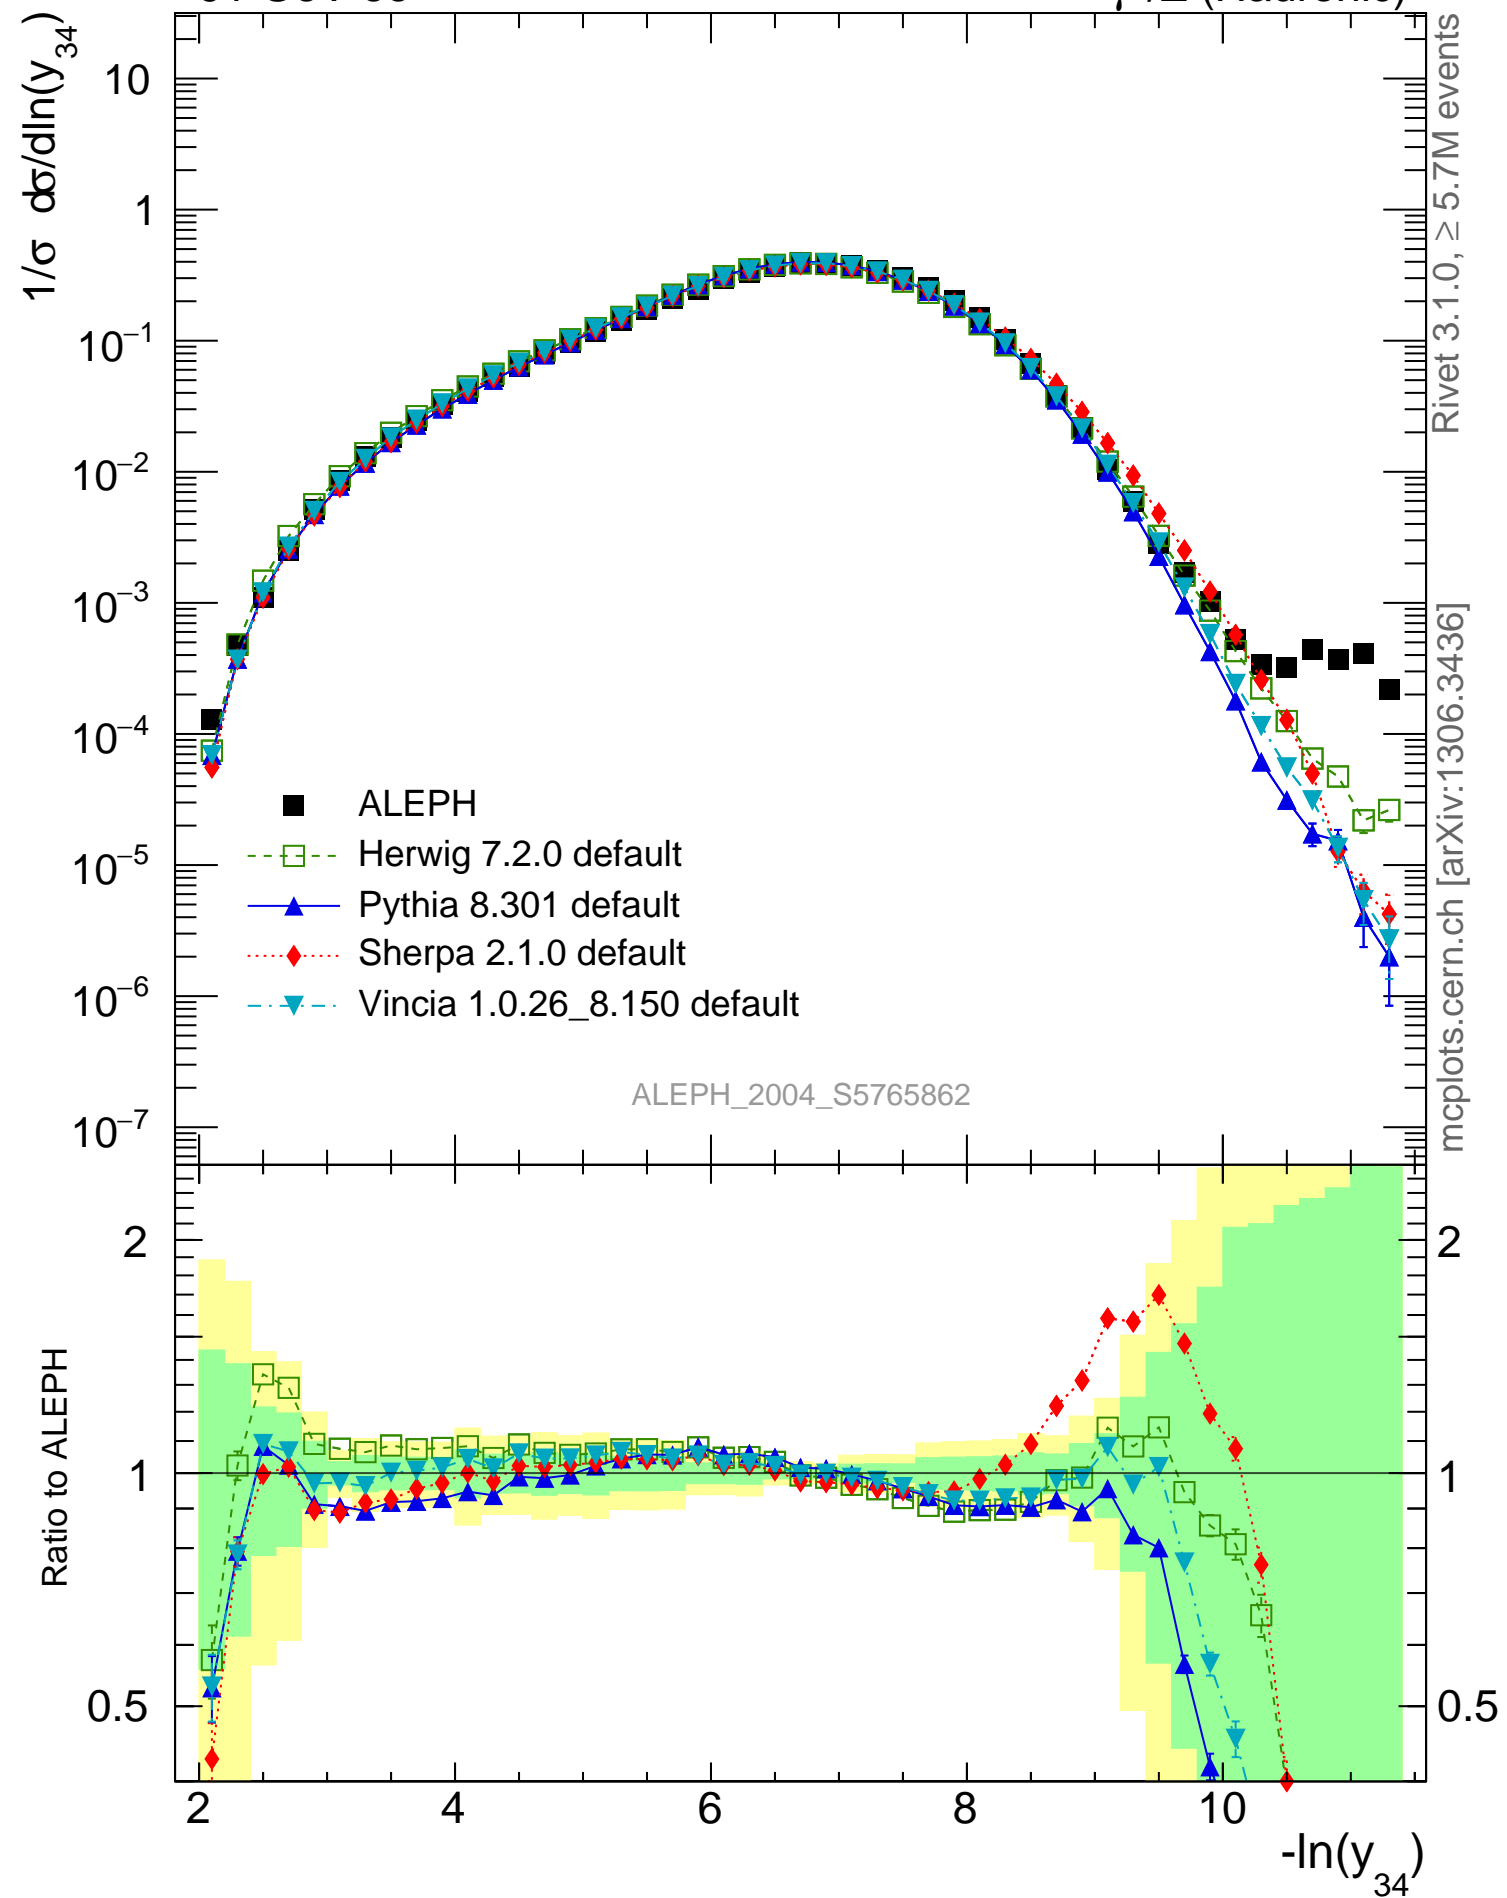 1/σ dσ/dln(y34)
10
1
10−1
10−2
10−3
10−4
10−5
10−6
10−7
ALEPH
Herwig 7.2.0 default
Pythia 8.301 default
Sherpa 2.1.0 default
Vincia 1.0.26_8.150 default
ALEPH_2004_S5765862
Rivet 3.1.0, ≥ 5.7M events
mcplots.cern.ch [arXiv:1306.3436]
Ratio to ALEPH
2
1
0.5
2
1
0.5
2 4 6 8 10
-ln(y34)